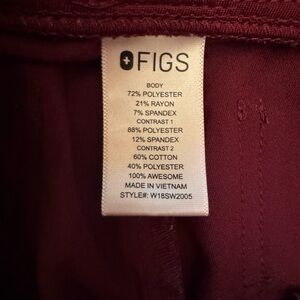 FIGS
BODY
72% POLYESTER
21% RAYON
7% SPANDEX
CONTRAST 1
88% POLYESTER
12% SPANDEX
CONTRAST 2
60% COTTON
40% POLYESTER
100% AWESOME
MADE IN VIETNAM
STYLE#: W18SW2005